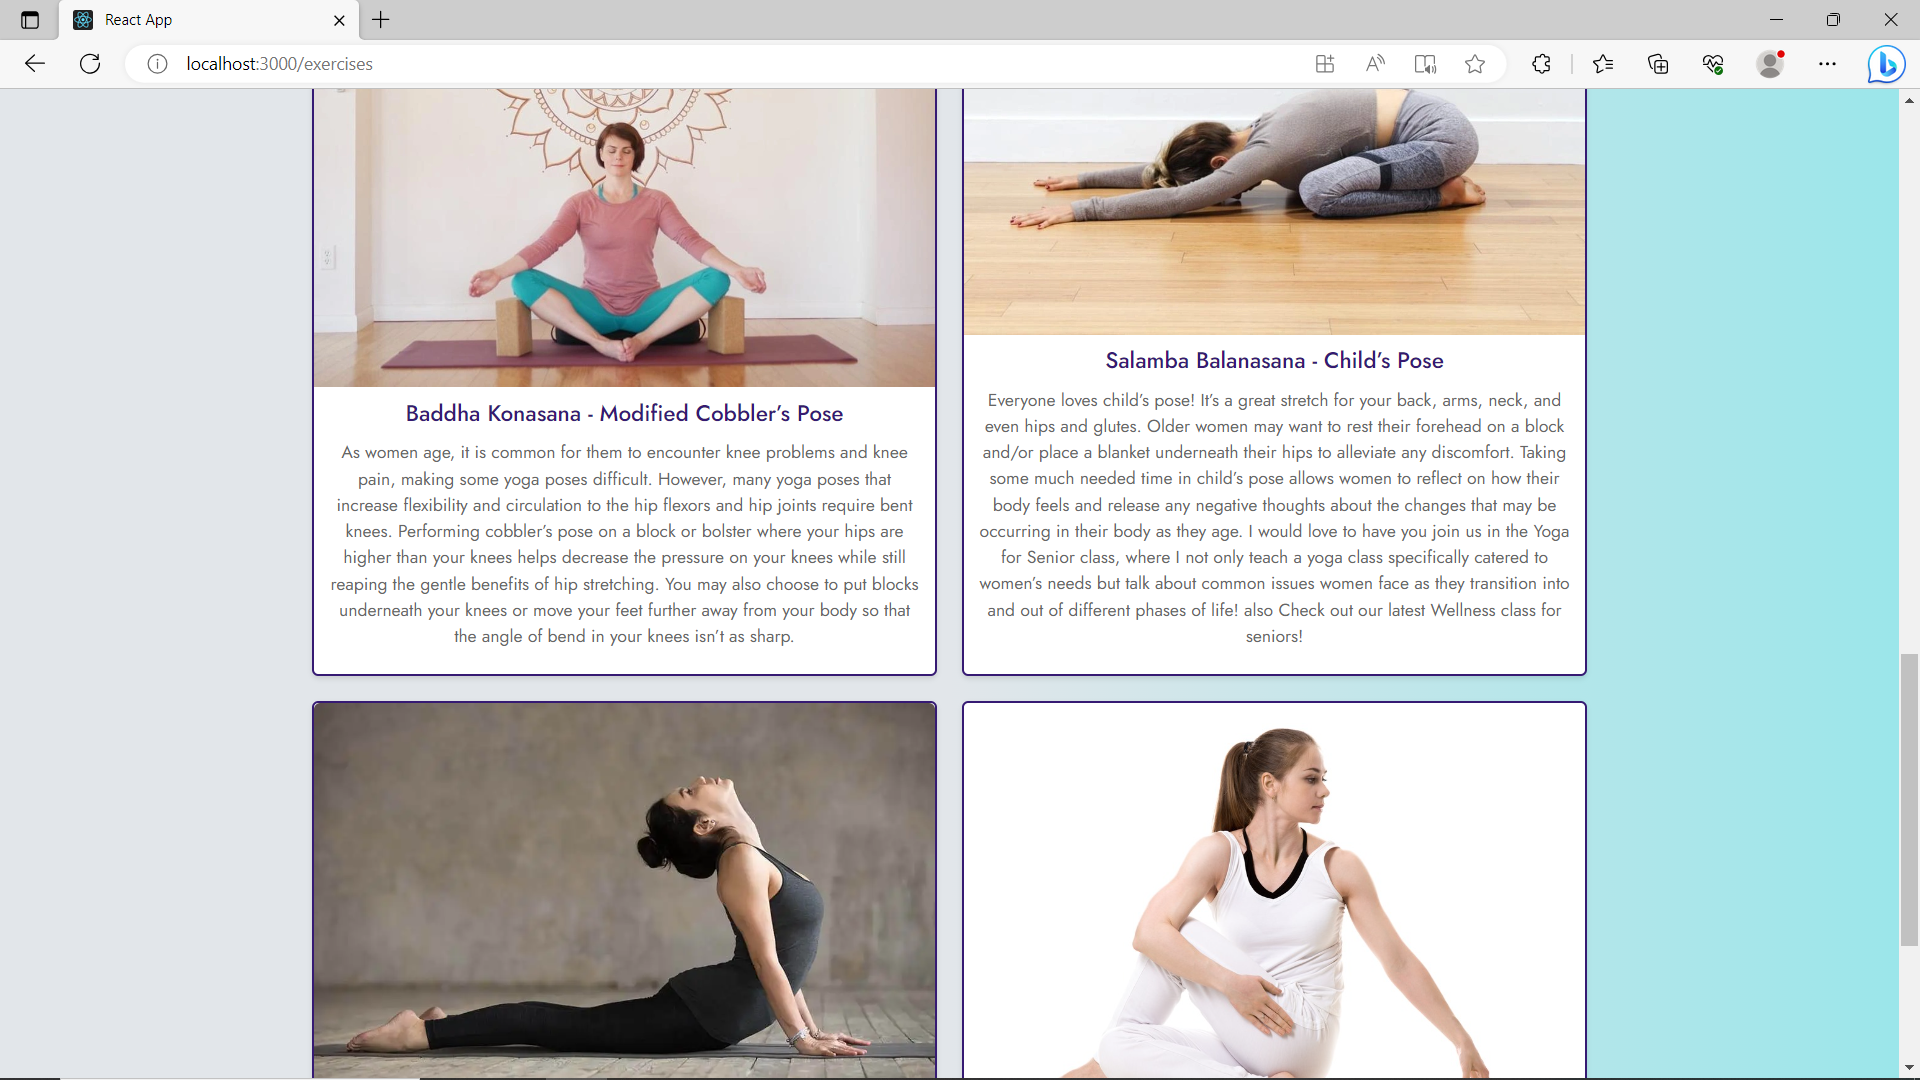 React App
localhost:3000/exercises
Baddha Konasana - Modified Cobbler's Pose
As women age, it is common for them to encounter knee problems and knee
pain, making some yoga poses difficult. However, many yoga poses that
increase flexibility and circulation to the hip flexors and hip joints require bent
knees. Performing cobbler's pose on a block or bolster where your hips are
higher than your knees helps decrease the pressure on your knees while still
reaping the gentle benefits of hip stretching. You may also choose to put blocks
underneath your knees or move your feet further away from your body so that
the angle of bend in your knees isn't as sharp.
Salamba Balanasana - Child's Pose
Everyone loves child's pose! It's a great stretch for your back, arms, neck, and
even hips and glutes. Older women may want to rest their forehead on a block
and/or place a blanket underneath their hips to alleviate any discomfort. Taking
some much needed time in child's pose allows women to reflect on how their
body feels and release any negative thoughts about the changes that may be
occurring in their body as they age. I would love to have you join us in the Yoga
for Senior class, where I not only teach a yoga class specifically catered to
women's needs but talk about common issues women face as they transition into
and out of different phases of life! also Check out our latest Wellness class for
seniors!